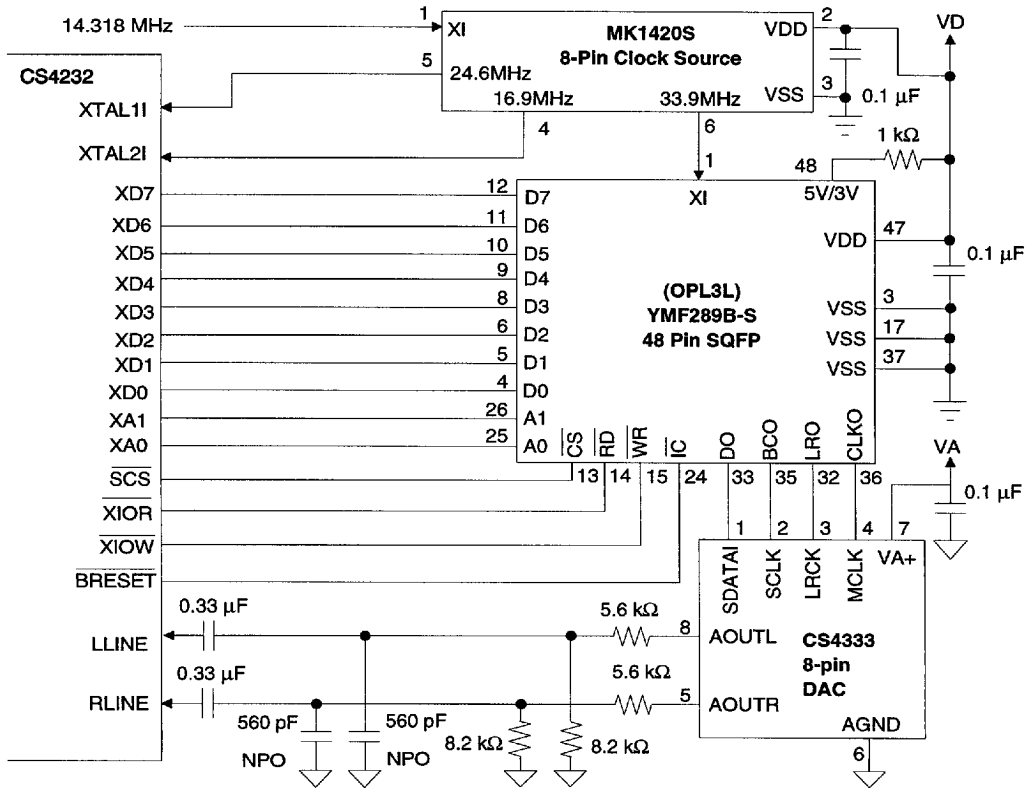 14.318 MHz
1
XI
MK1420S
8-Pin Clock Source
VDD
2
VD
CS4232
5
24.6MHz
16.9MHz
33.9MHz
VSS
3
0.1 µF
XTAL1I
4
6
1 kΩ
XTAL2I
1
48
XI
5V/3V
XD7
12
D7
XD6
11
D6
VDD
47
XD5
10
D5
0.1 µF
XD4
9
D4
XD3
8
D3
(OPL3L)
YMF289B-S
48 Pin SQFP
VSS
3
XD2
6
D2
VSS
17
XD1
5
D1
VSS
37
XD0
4
D0
XA1
26
A1
XA0
25
A0
CS
RD
WR
IC
DO
BCO
LRO
CLKO
VA
SCS
13
14
15
24
33
35
32
36
0.1 µF
XIOR
1
2
3
4
7
XIOW
SDATAI
SCLK
LRCK
MCLK
VA+
BRESET
0.33 µF
5.6 kΩ
LLINE
8
AOUTL
CS4333
8-pin
DAC
0.33 µF
5.6 kΩ
RLINE
5
AOUTR
560 pF
560 pF
8.2 kΩ
8.2 kΩ
AGND
NPO
NPO
6